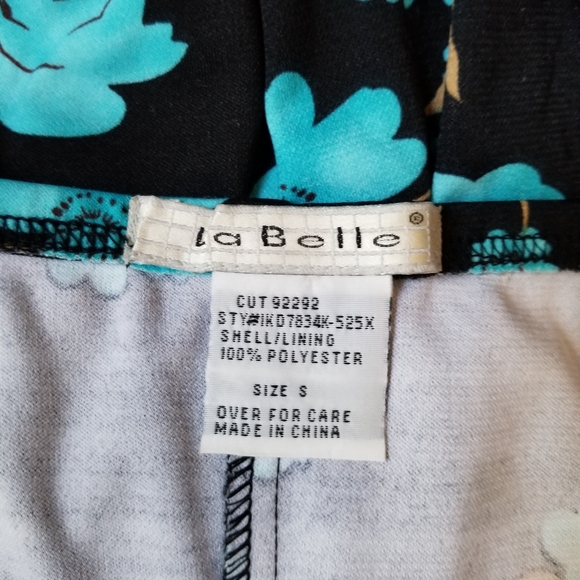 la Belle ®
CUT 92292
STY#IKD7834K-525X
SHELL/LINING
100% POLYESTER
SIZE S
OVER FOR CARE
MADE IN CHINA